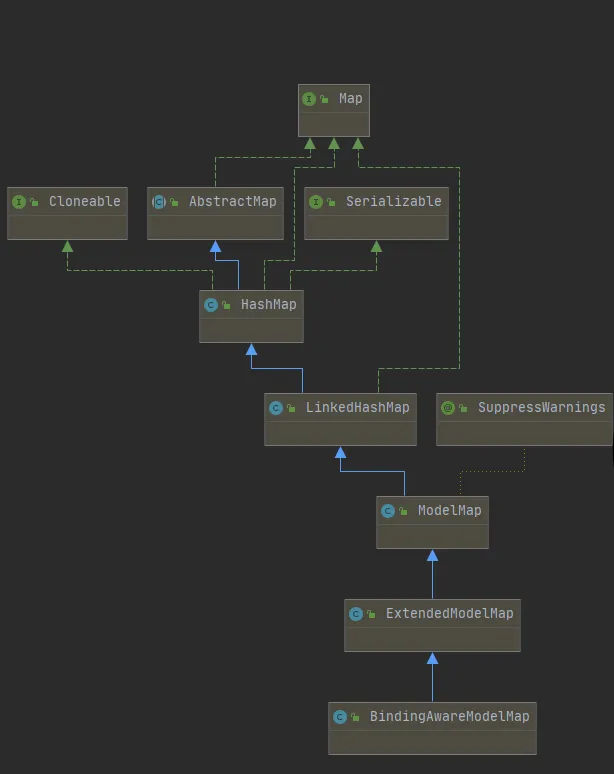 Map
Cloneable
AbstractMap
Serializable
HashMap
LinkedHashMap
SuppressWarnings
ModelMap
ExtendedModelMap
BindingAwareModelMap